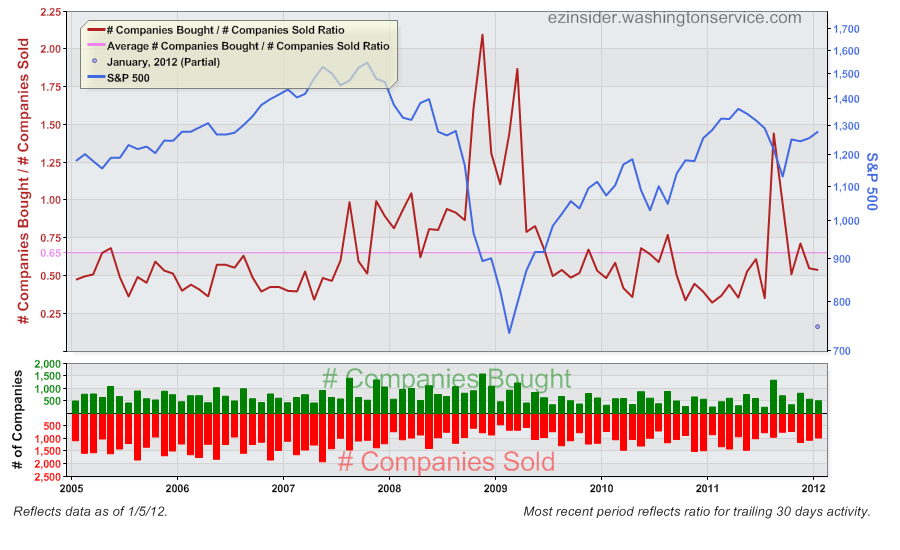 ezinsider.washingtonservice.com
# Companies Bought / # Companies Sold Ratio
Average # Companies Bought / # Companies Sold Ratio
January, 2012 (Partial)
S&P 500
# Companies Bought / # Companies Sold
2.25
2.00
1.75
1.50
1.25
1.00
0.75
0.65
0.50
0.25
S&P 500
1,700
1,600
1,500
1,400
1,300
1,200
1,100
1,000
900
800
700
# of Companies
2,000
1,500
1,000
500
500
1,000
1,500
2,000
2,500
# Companies Bought
# Companies Sold
2005 2006 2007 2008 2009 2010 2011 2012
Reflects data as of 1/5/12.
Most recent period reflects ratio for trailing 30 days activity.